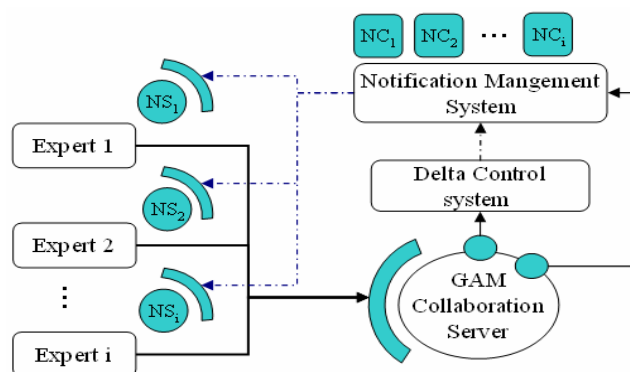 NC1 NC2 ... NCi
Notification Mangement
System
NS1
Expert 1
Delta Control
system
NS2
Expert 2
GAM
Collaboration
Server
NSi
Expert i